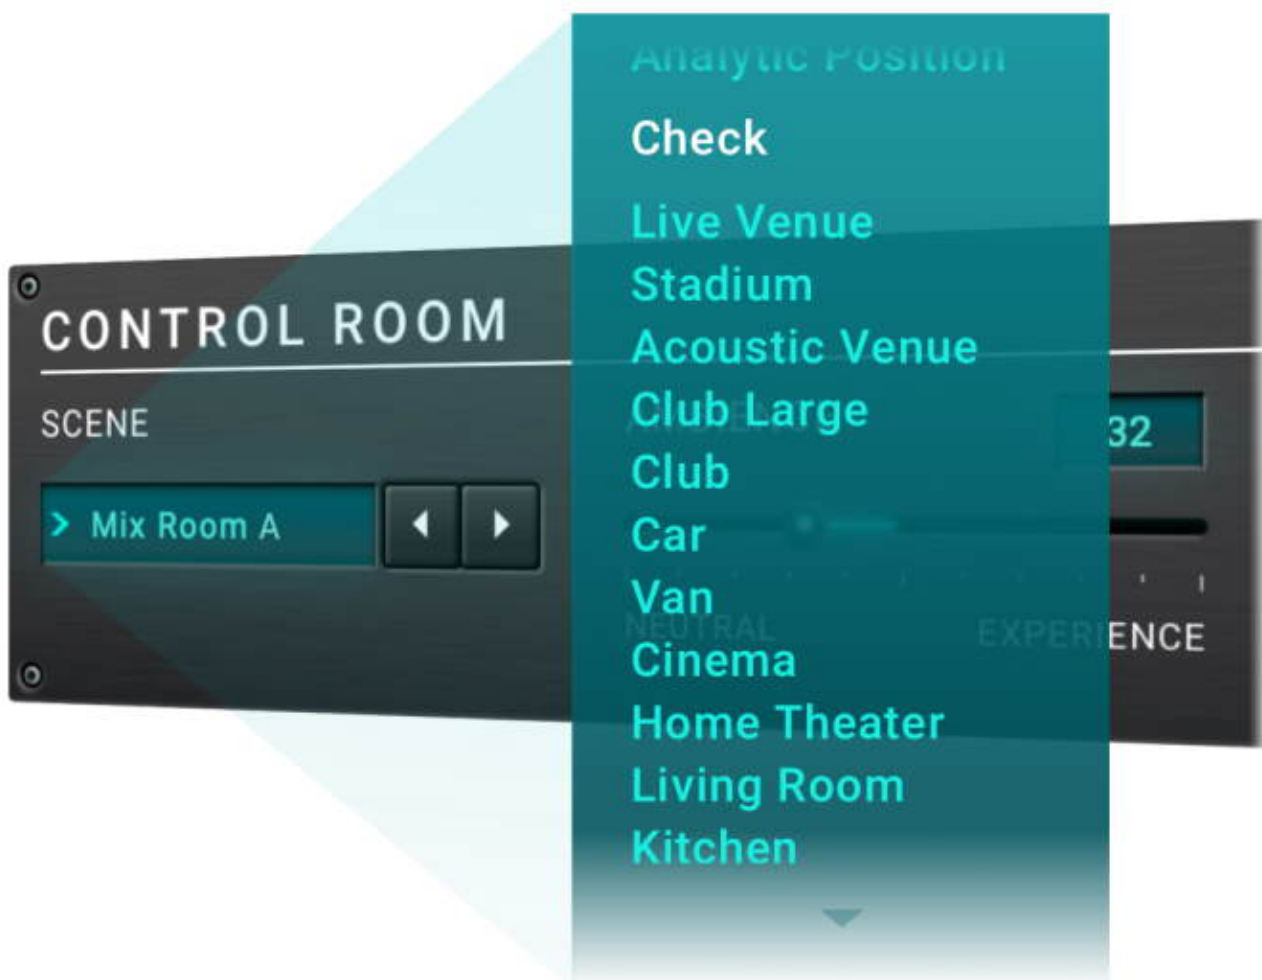 Analytic Position
Check
Live Venue
Stadium
Acoustic Venue
Club Large
Club
Car
Van
Cinema
Home Theater
Living Room
Kitchen
CONTROL ROOM
SCENE
> Mix Room A
32
NEUTRAL
EXPERIENCE